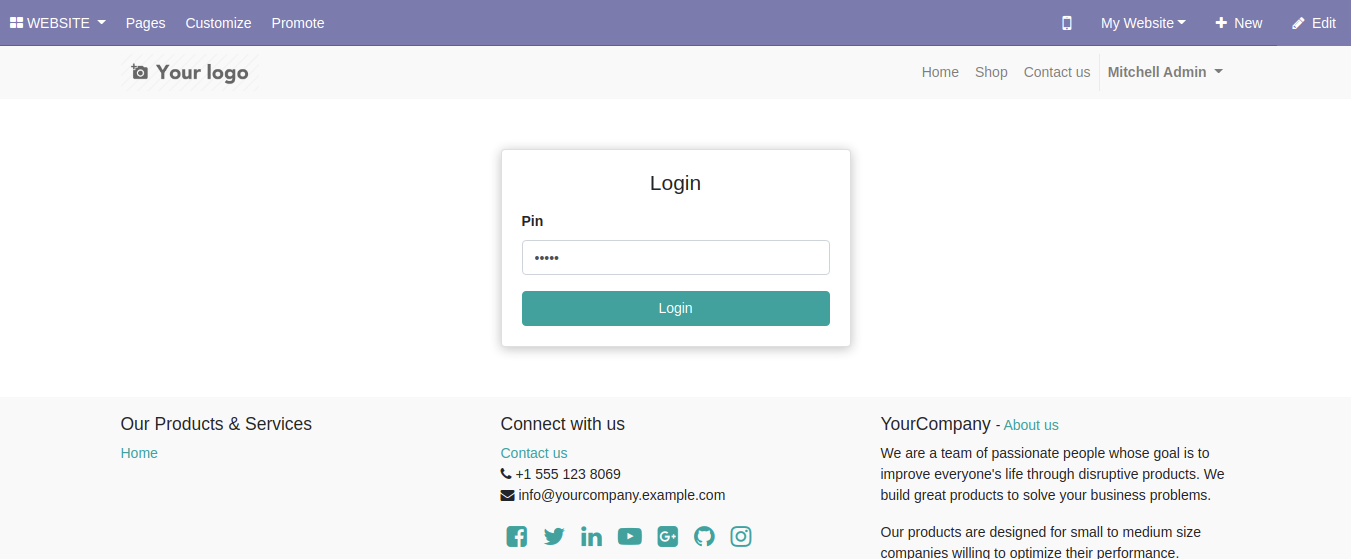 WEBSITE Pages Customize Promote My Website New Edit
Your logo Home Shop Contact us Mitchell Admin
Login
Pin
•••••
Login
Our Products & Services
Home
Connect with us
Contact us
+1 555 123 8069
info@yourcompany.example.com
YourCompany - About us
We are a team of passionate people whose goal is to
improve everyone's life through disruptive products. We
build great products to solve your business problems.
Our products are designed for small to medium size
companies willing to optimize their performance.